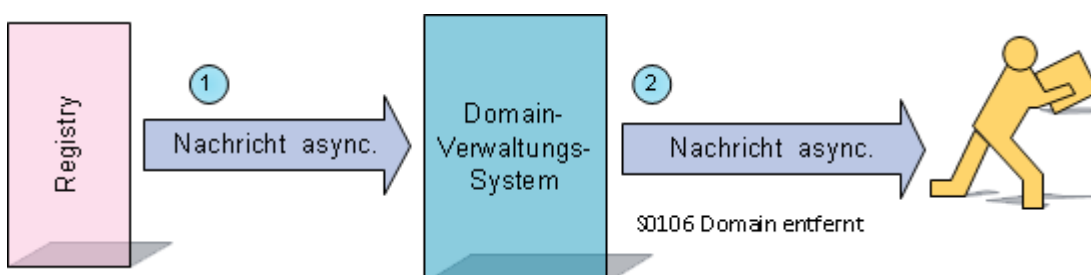 Registry
1
Nachricht async.
Domain-
Verwaltungs-
System
2
Nachricht async.
S0106 Domain entfernt